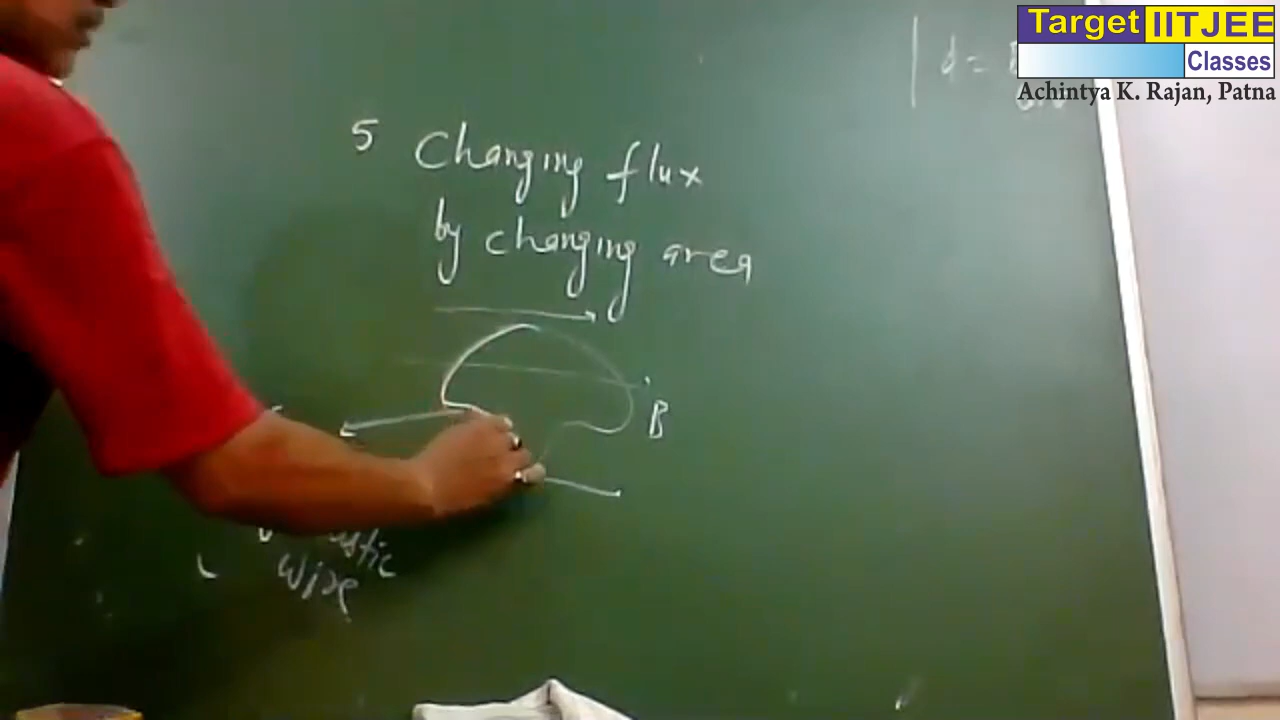 Target IITJEE
Classes
Achintya K. Rajan, Patna
d =
5 Changing flux
by changing area
B
wire